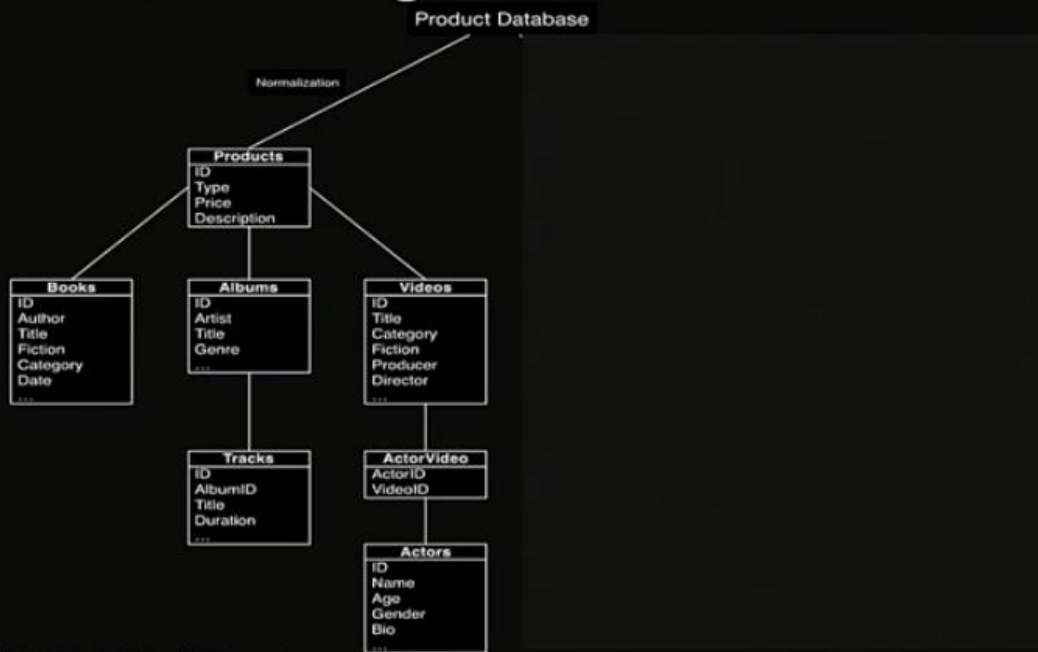 Product Database
Normalization
Products
ID
Type
Price
Description
Books
ID
Author
Title
Fiction
Category
Date
...
Albums
ID
Artist
Title
Genre
...
Videos
ID
Title
Category
Fiction
Producer
Director
...
Tracks
ID
AlbumID
Title
Duration
...
ActorVideo
ActorID
VideoID
Actors
ID
Name
Age
Gender
Bio
...